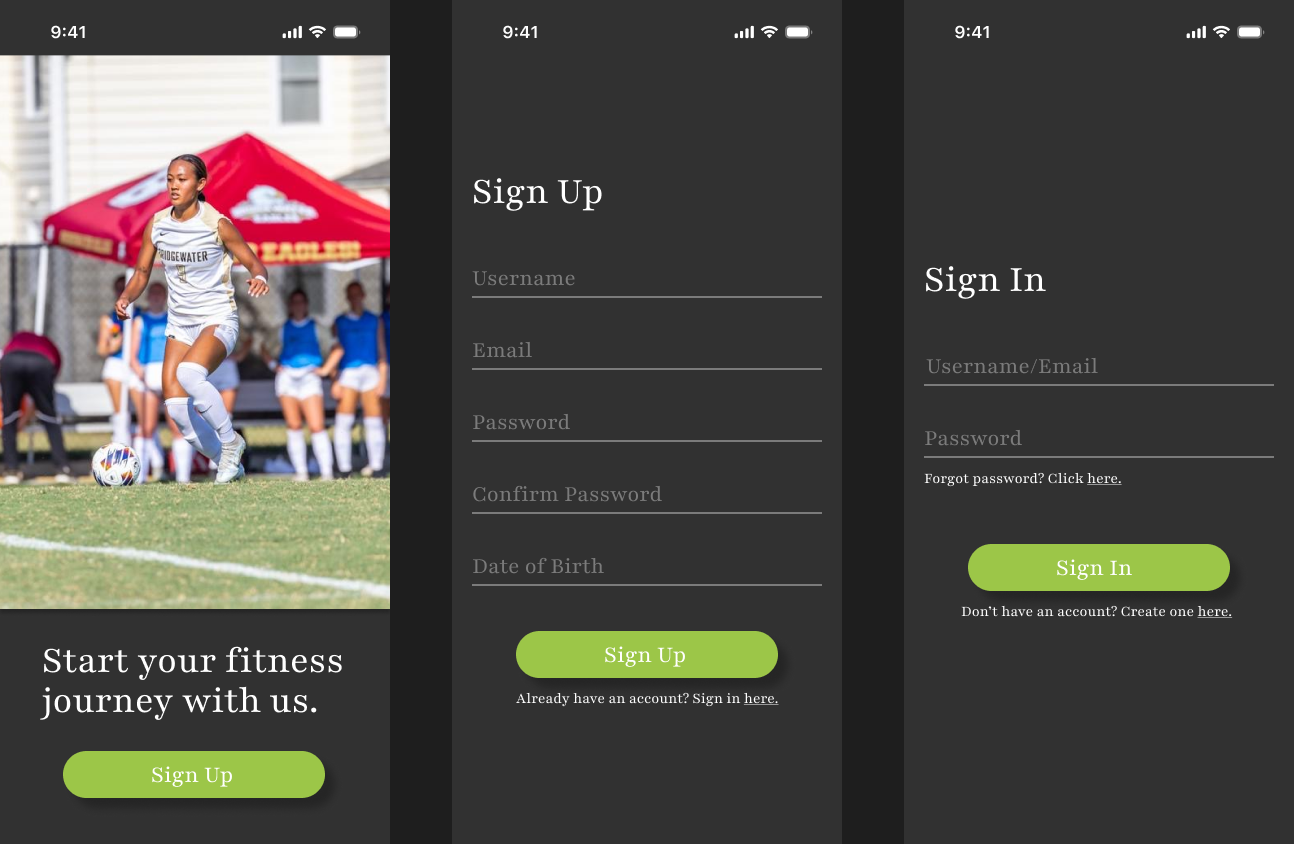 9:41
EAGLES!
BRIDGEWATER
Start your fitness
journey with us.
Sign Up
9:41
Sign Up
Username
Email
Password
Confirm Password
Date of Birth
Sign Up
Already have an account? Sign in here.
9:41
Sign In
Username/Email
Password
Forgot password? Click here.
Sign In
Don't have an account? Create one here.